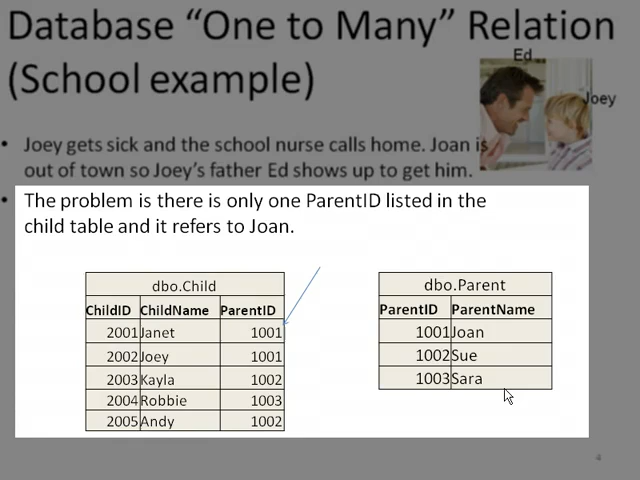 Database “One to Many” Relation
(School example)
Ed
Joey
• Joey gets sick and the school nurse calls home. Joan is
out of town so Joey’s father Ed shows up to get him.
• The problem is there is only one ParentID listed in the
child table and it refers to Joan.
dbo.Child
ChildID ChildName ParentID
2001 Janet 1001
2002 Joey 1001
2003 Kayla 1002
2004 Robbie 1003
2005 Andy 1002
dbo.Parent
ParentID ParentName
1001 Joan
1002 Sue
1003 Sara
4